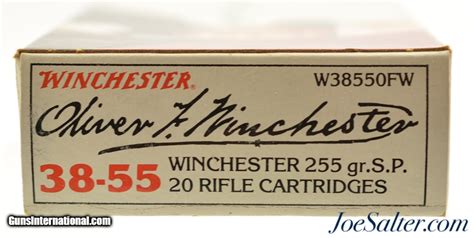 WINCHESTER® W38550FW
Oliver F. Winchester
38-55 WINCHESTER 255 gr.S.P.
20 RIFLE CARTRIDGES
GunsInternational.com
JoeSalter.com